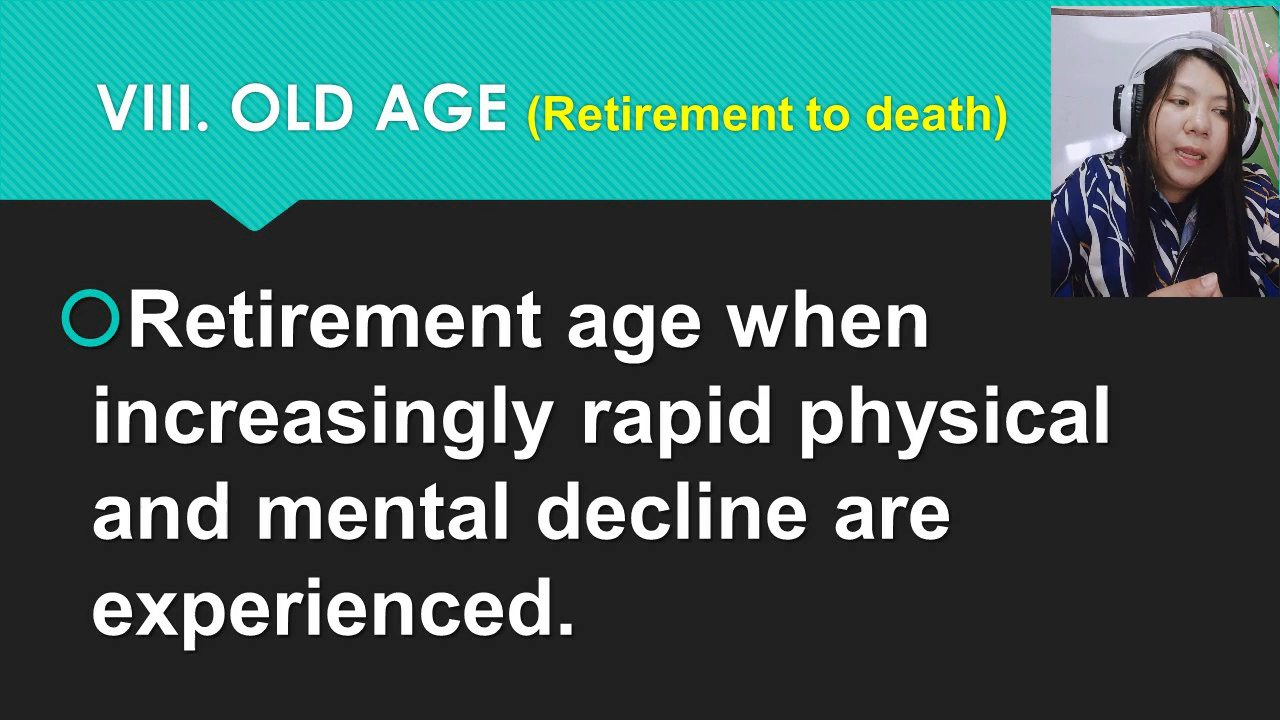 VIII. OLD AGE (Retirement to death)
Retirement age when
increasingly rapid physical
and mental decline are
experienced.